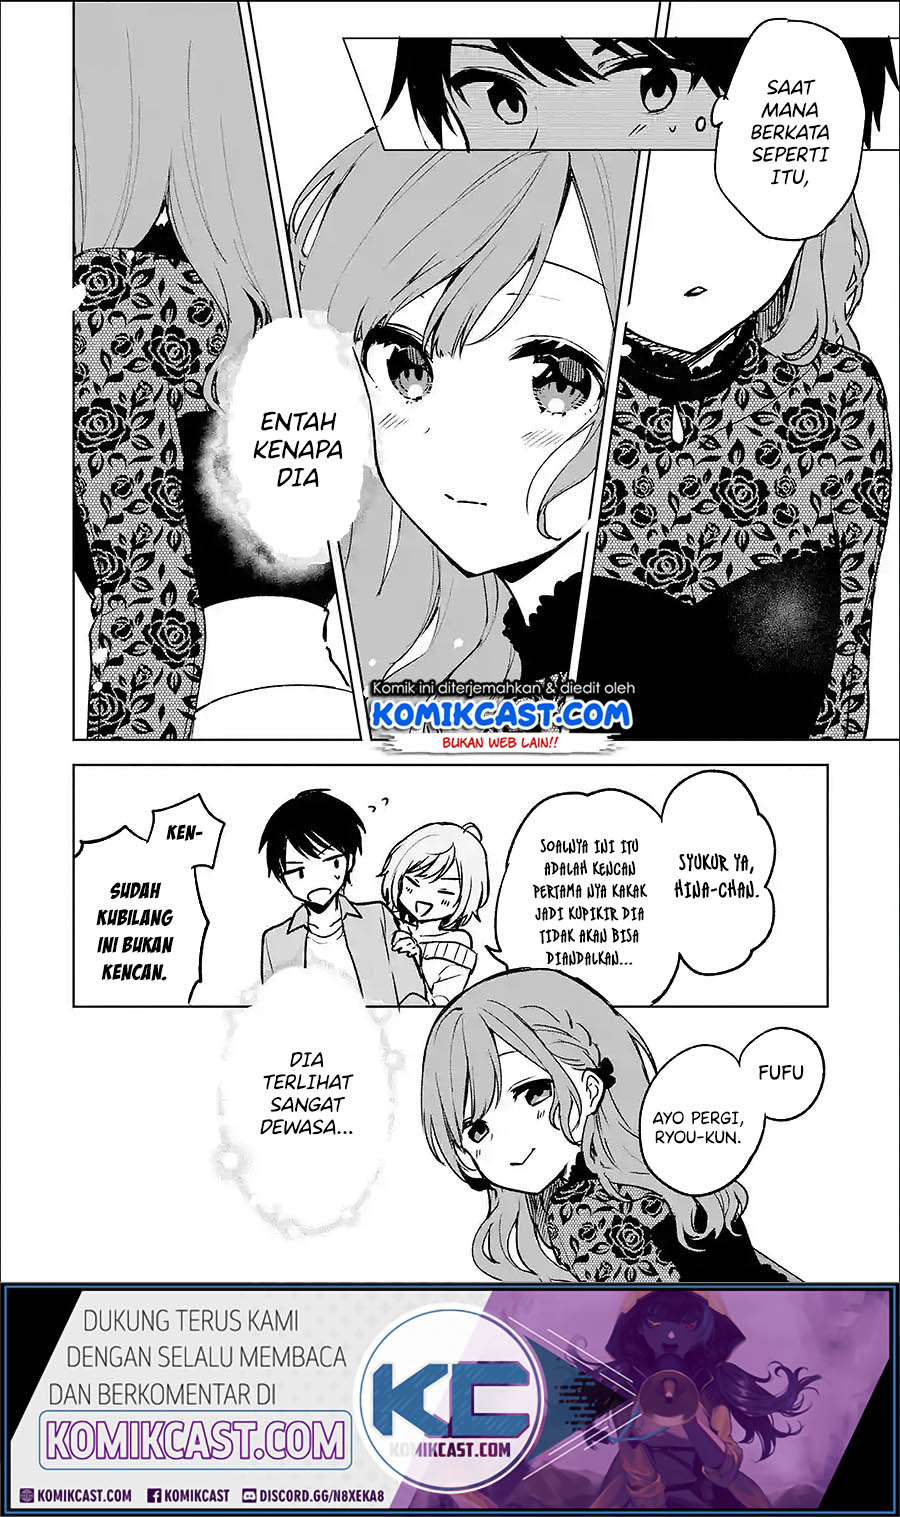 SAAT
MANA
BERKATA
SEPERTI
ITU,
ENTAH
KENAPA
DIA
Komik ini diterjemahkan & diedit oleh
KOMIKCAST.COM
BUKAN WEB LAIN!!
SYUKUR YA,
HINA-CHAN.
SOALNYA INI ITU
ADALAH KENCAN
PERTAMA NYA KAKAK
JADI KUPIKIR DIA
TIDAK AKAN BISA
DIANDALKAN...
KEN-
SUDAH
KUBILANG
INI BUKAN
KENCAN.
FUFU
AYO PERGI,
RYOU-KUN.
DIA
TERLIHAT
SANGAT
DEWASA...
DUKUNG TERUS KAMI
DENGAN SELALU MEMBACA
DAN BERKOMENTAR DI
KOMIKCAST.COM
KC
KOMIKCAST.COM
KOMIKCAST.COM
KOMIKCAST
DISCORD.GG/N8XEKA8